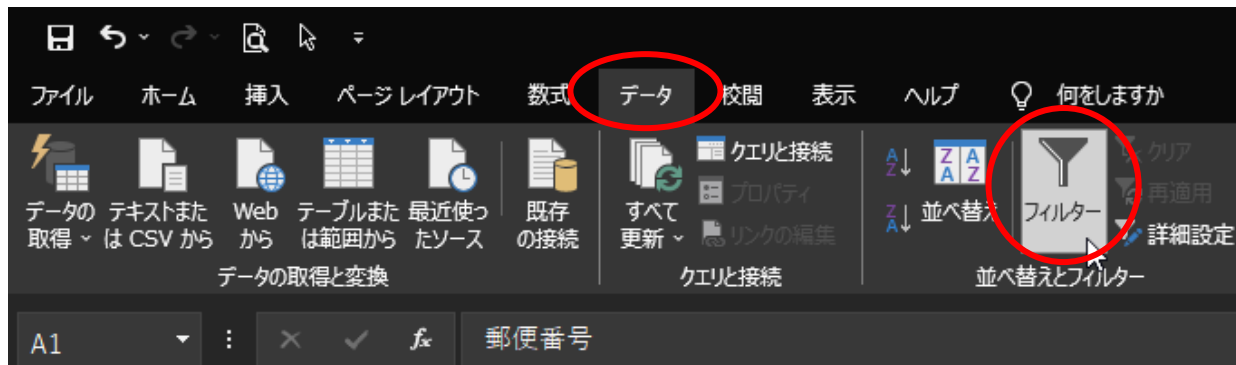 ファイル ホーム 挿入 ページ レイアウト 数式 データ 校閲 表示 ヘルプ 何をしますか
データの取得 テキストまたは CSV から Web から テーブルまたは範囲から 最近使ったソース 既存の接続
すべて更新 クエリと接続
プロパティ
リンクの編集
並べ替え フィルター クリア
再適用
詳細設定
データの取得と変換 クエリと接続 並べ替えとフィルター
A1 fx 郵便番号